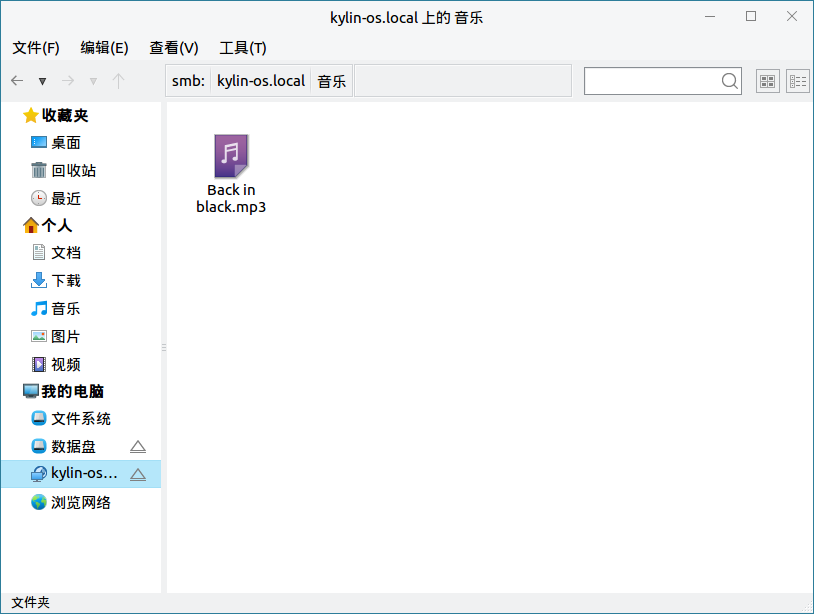 kylin-os.local 上的 音乐
文件(F) 编辑(E) 查看(V) 工具(T)
smb: kylin-os.local 音乐
收藏夹
桌面
回收站
最近
个人
文档
下载
音乐
图片
视频
我的电脑
文件系统
数据盘
kylin-os...
浏览网络
Back in
black.mp3
文件夹